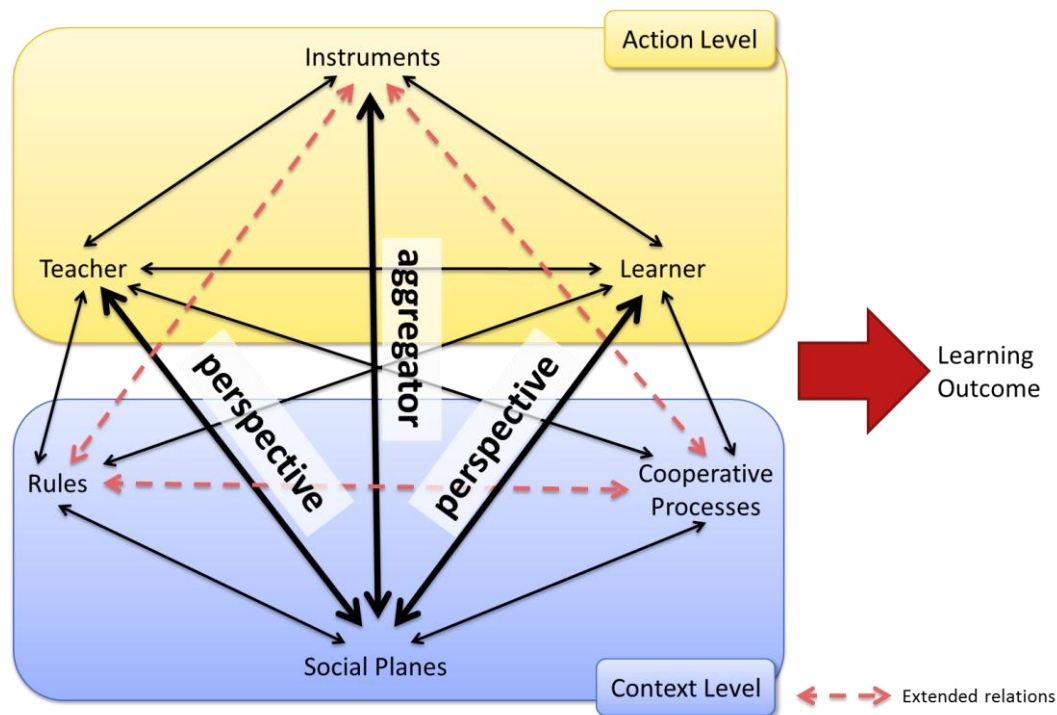 Action Level
Instruments
Teacher
Learner
aggregator
perspective
perspective
Learning
Outcome
Rules
Cooperative
Processes
Social Planes
Context Level
Extended relations